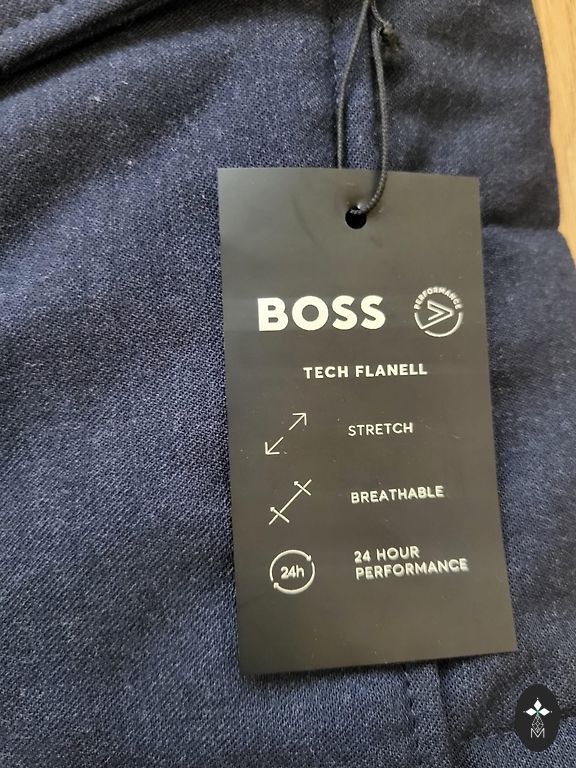 BOSS
PERFORMANCE
TECH FLANELL
STRETCH
BREATHABLE
24h
24 HOUR
PERFORMANCE
M